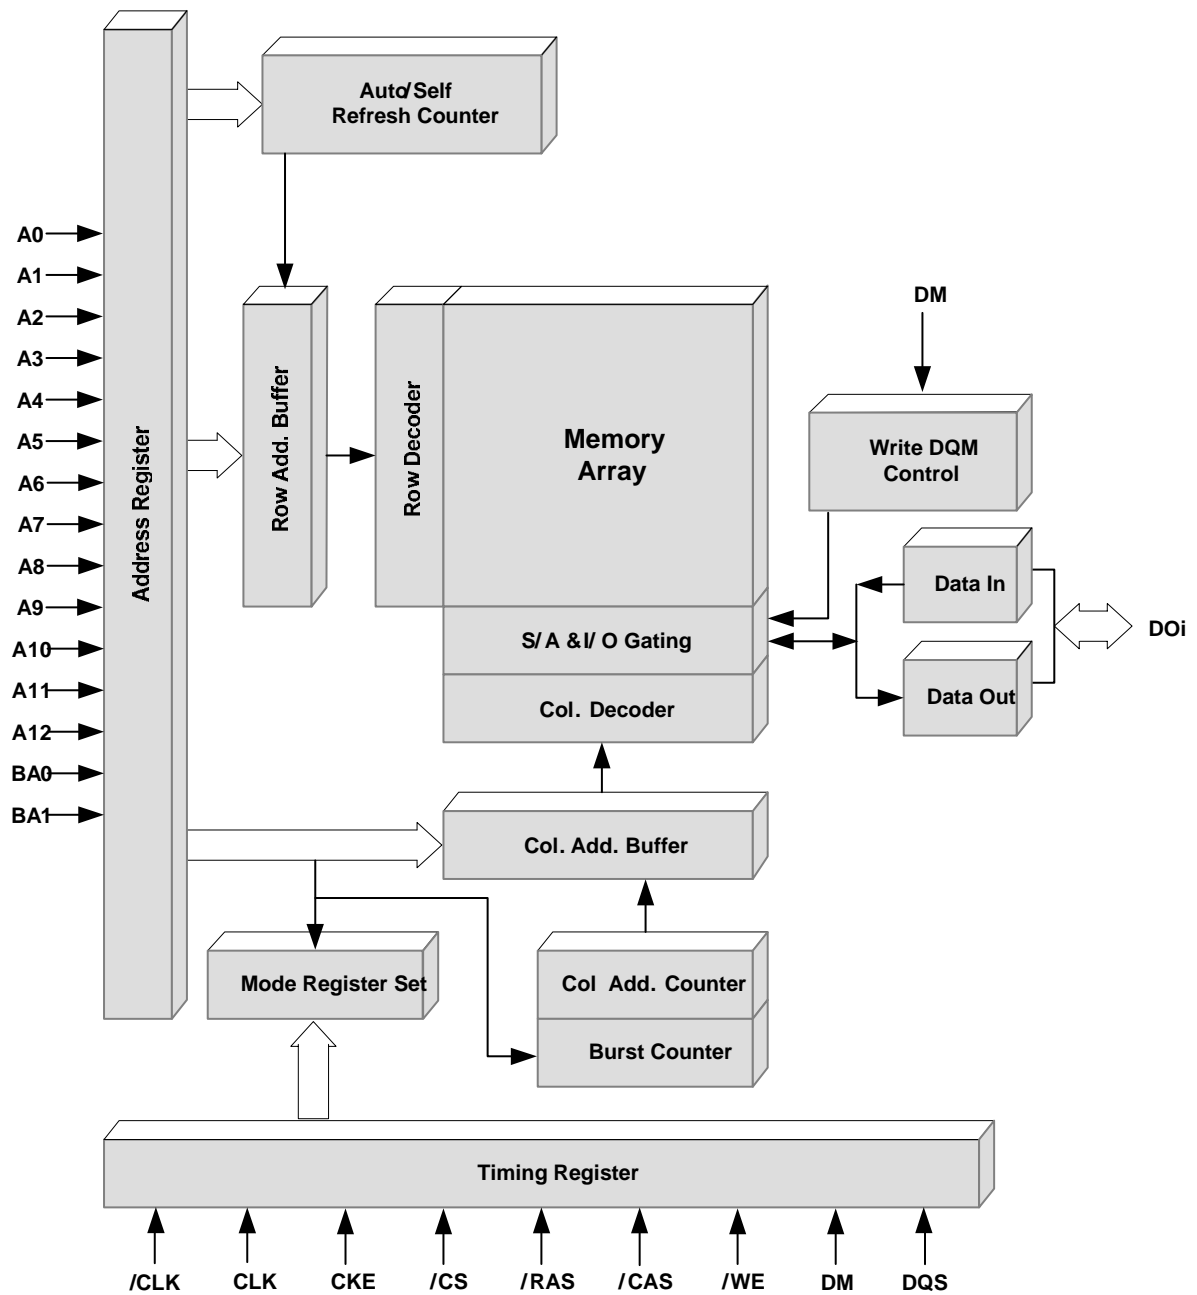 Auto/Self
Refresh Counter
A0
A1
A2
A3
A4
A5
A6
A7
A8
A9
A10
A11
A12
BA0
BA1
Address Register
Row Add. Buffer
Row Decoder
Memory
Array
S/ A &I/ O Gating
Col. Decoder
DM
Write DQM
Control
Data In
Data Out
DOi
Col. Add. Buffer
Mode Register Set
Col Add. Counter
Burst Counter
Timing Register
/CLK
CLK
CKE
/CS
/RAS
/CAS
/WE
DM
DQS